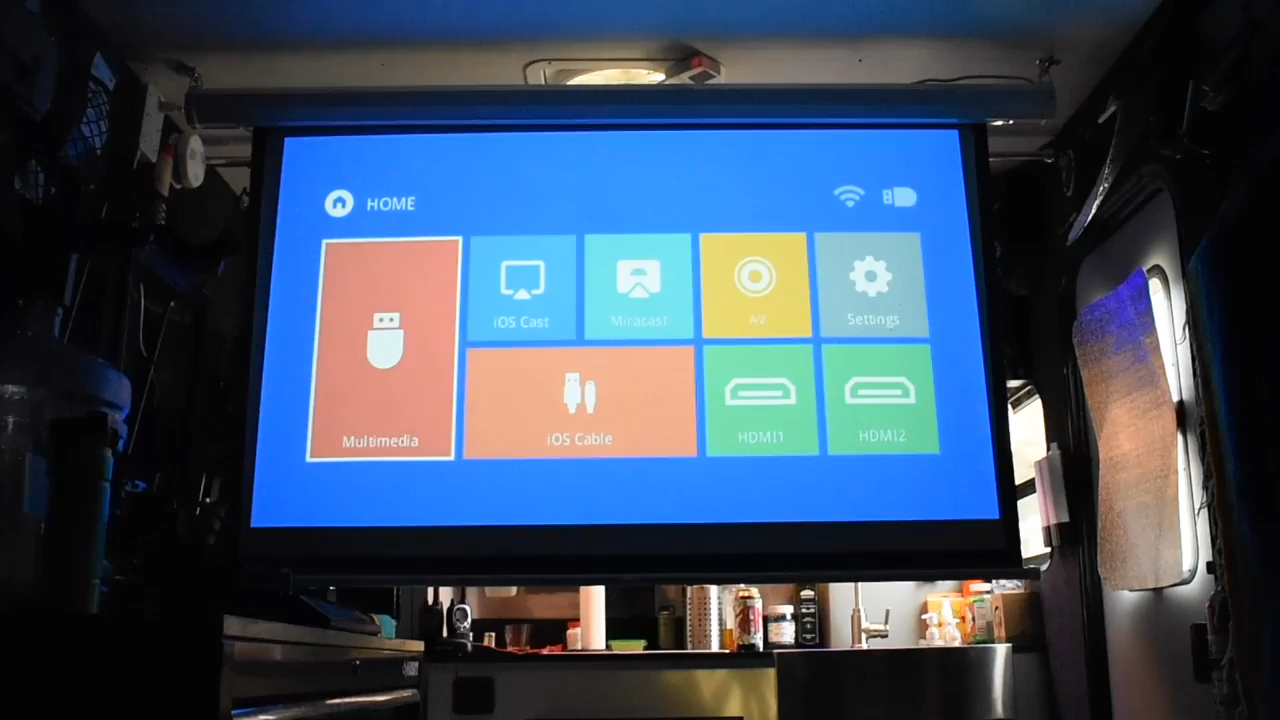 HOME
iOS Cast
Miracast
AV
Settings
Multimedia
iOS Cable
HDMI1
HDMI2